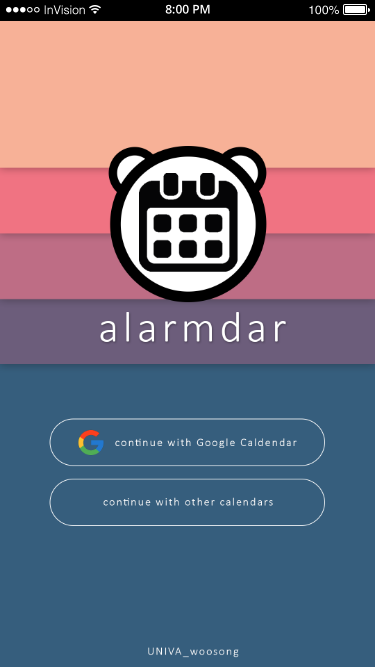 InVision 8:00 PM 100%
alarmdar
continue with Google Caldendar
continue with other calendars
UNIVA_woosong